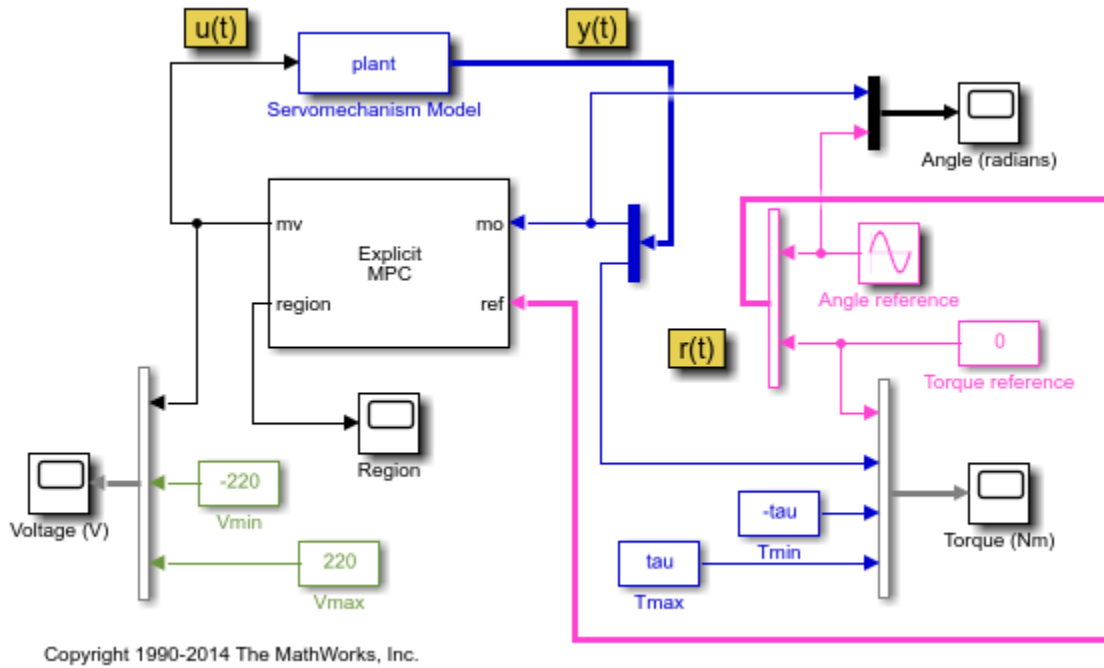 u(t)
y(t)
plant
Servomechanism Model
Angle (radians)
mv
mo
Explicit
MPC
region
ref
Angle reference
r(t)
0
Torque reference
Region
-220
Vmin
Voltage (V)
-tau
Tmin
Torque (Nm)
220
Vmax
tau
Tmax
Copyright 1990-2014 The MathWorks, Inc.